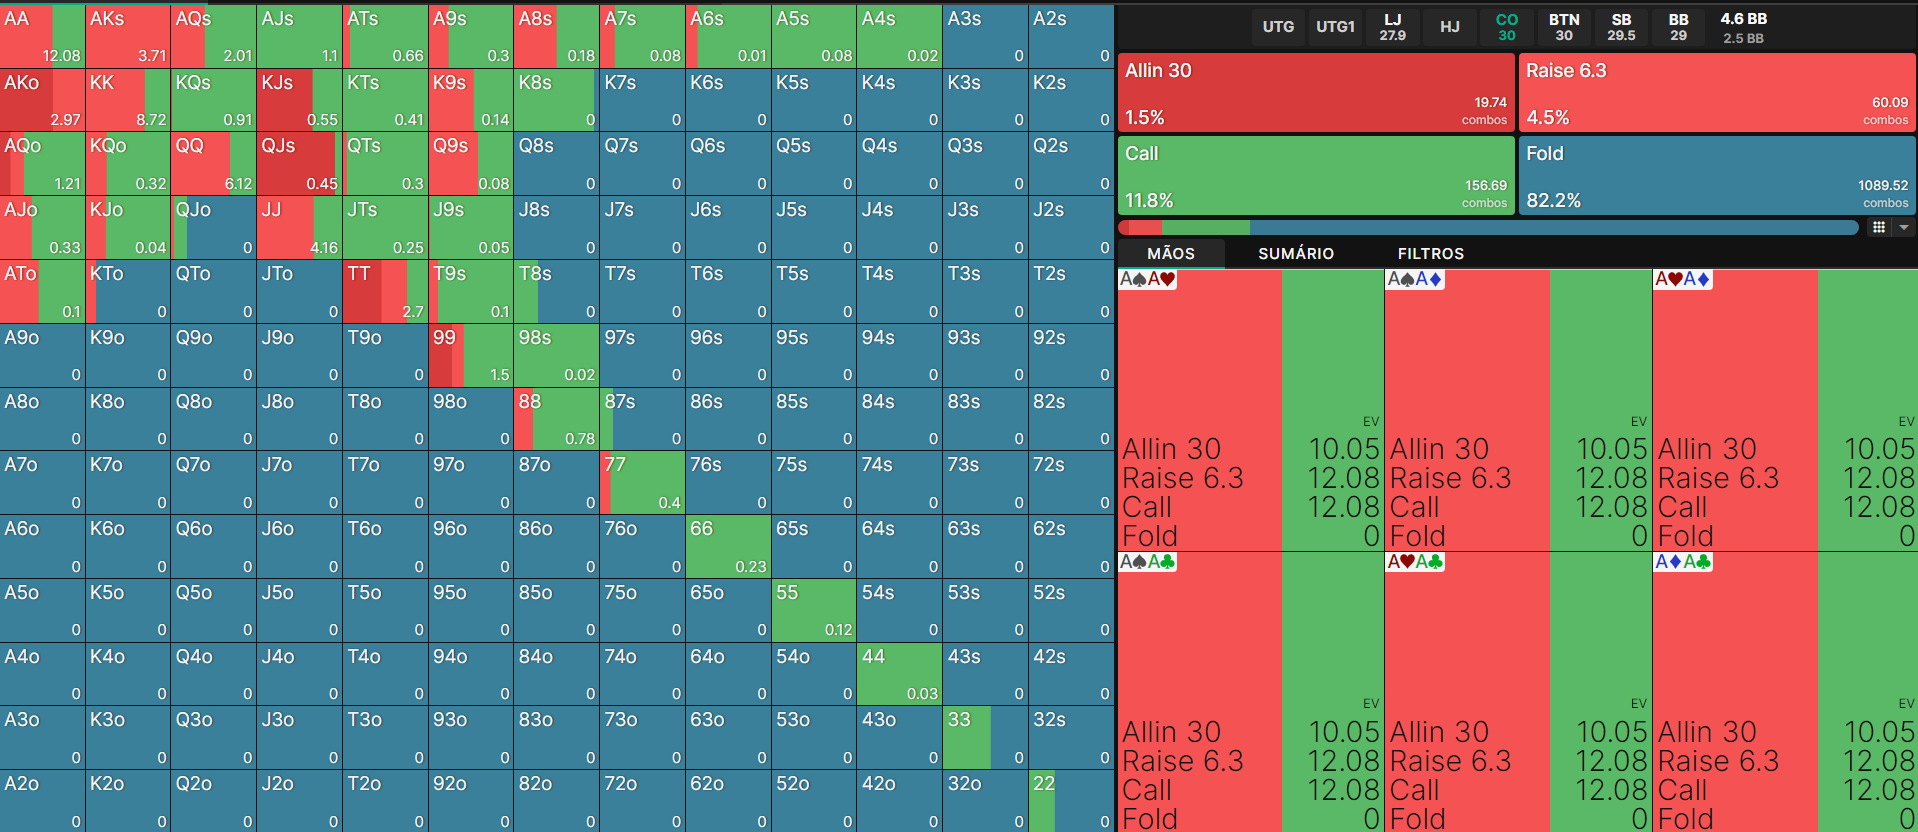 AA AKs AQs AJs ATs A9s A8s A7s A6s A5s A4s A3s A2s
12.08 3.71 2.01 1.1 0.66 0.3 0.18 0.08 0.01 0.08 0.02 0 0
AKo KK KQs KJs KTs K9s K8s K7s K6s K5s K4s K3s K2s
2.97 8.72 0.91 0.55 0.41 0.14 0 0 0 0 0 0 0
AQo KQo QQ QJs QTs Q9s Q8s Q7s Q6s Q5s Q4s Q3s Q2s
1.21 0.32 6.12 0.45 0.3 0.08 0 0 0 0 0 0 0
AJo KJo QJo JJ JTs J9s J8s J7s J6s J5s J4s J3s J2s
0.33 0.04 0 4.16 0.25 0.05 0 0 0 0 0 0 0
ATo KTo QTo JTo TT T9s T8s T7s T6s T5s T4s T3s T2s
0.1 0 0 0 2.7 0.1 0 0 0 0 0 0 0
A9o K9o Q9o J9o T9o 99 98s 97s 96s 95s 94s 93s 92s
0 0 0 0 0 1.5 0.02 0 0 0 0 0 0
A8o K8o Q8o J8o T8o 98o 88 87s 86s 85s 84s 83s 82s
0 0 0 0 0 0 0.78 0 0 0 0 0 0
A7o K7o Q7o J7o T7o 97o 87o 77 76s 75s 74s 73s 72s
0 0 0 0 0 0 0 0.4 0 0 0 0 0
A6o K6o Q6o J6o T6o 96o 86o 76o 66 65s 64s 63s 62s
0 0 0 0 0 0 0 0 0.23 0 0 0 0
A5o K5o Q5o J5o T5o 95o 85o 75o 65o 55 54s 53s 52s
0 0 0 0 0 0 0 0 0 0.12 0 0 0
A4o K4o Q4o J4o T4o 94o 84o 74o 64o 54o 44 43s 42s
0 0 0 0 0 0 0 0 0 0 0.03 0 0
A3o K3o Q3o J3o T3o 93o 83o 73o 63o 53o 43o 33 32s
0 0 0 0 0 0 0 0 0 0 0 0 0
A2o K2o Q2o J2o T2o 92o 82o 72o 62o 52o 42o 32o 22
0 0 0 0 0 0 0 0 0 0 0 0 0
UTG UTG1 LJ HJ CO BTN SB BB 4.6 BB
27.9 30 30 29.5 29 2.5 BB
Allin 30 Raise 6.3
19.74 60.09
1.5% combos 4.5% combos
Call Fold
156.69 1089.52
11.8% combos 82.2% combos
MÃOS SUMÁRIO FILTROS
A♠A♥ A♠A♦ A♥A♦
EV EV EV
Allin 30 10.05 Allin 30 10.05 Allin 30 10.05
Raise 6.3 12.08 Raise 6.3 12.08 Raise 6.3 12.08
Call 12.08 Call 12.08 Call 12.08
Fold 0 Fold 0 Fold 0
A♠A♣ A♥A♣ A♦A♣
EV EV EV
Allin 30 10.05 Allin 30 10.05 Allin 30 10.05
Raise 6.3 12.08 Raise 6.3 12.08 Raise 6.3 12.08
Call 12.08 Call 12.08 Call 12.08
Fold 0 Fold 0 Fold 0